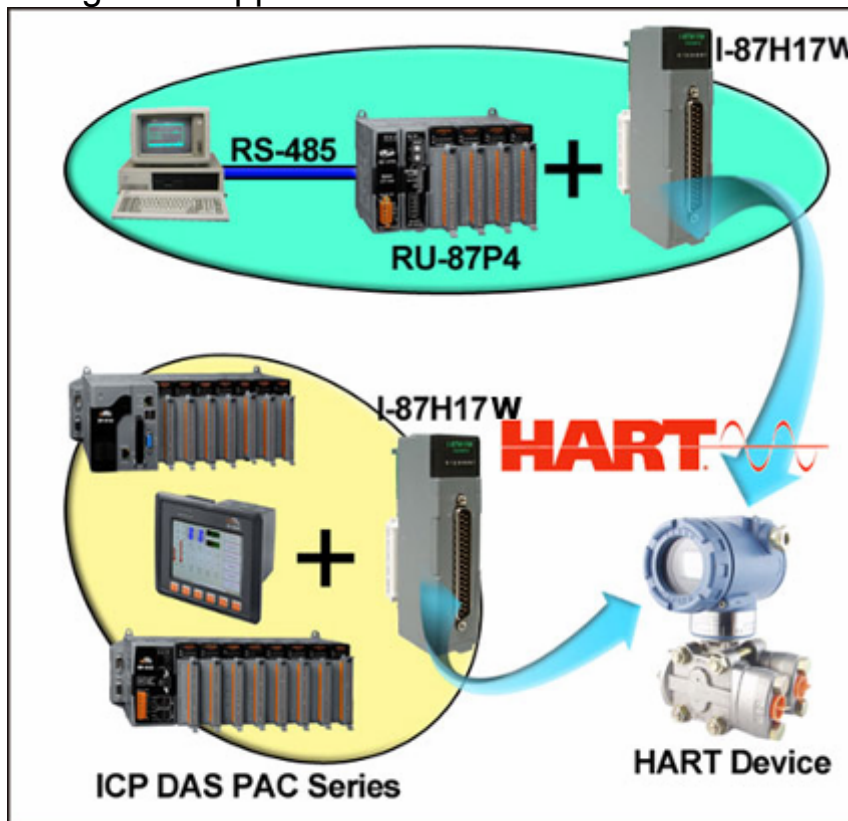 I-87H17W
RS-485
RU-87P4
I-87H17W
HART
HART Device
ICP DAS PAC Series